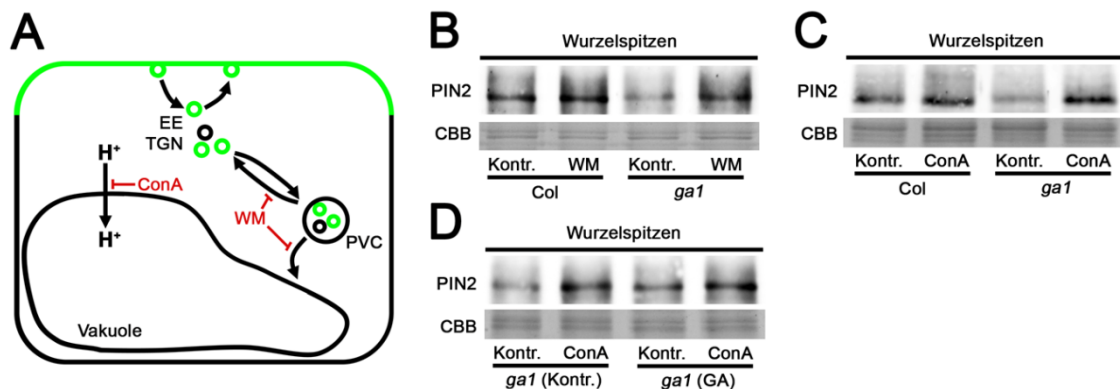 A
EE
TGN
H+
ConA
H+
WM
PVC
Vakuole
B
Wurzelspitzen
PIN2
CBB
Kontr. WM Kontr. WM
Col ga1
C
Wurzelspitzen
PIN2
CBB
Kontr. ConA Kontr. ConA
Col ga1
D
Wurzelspitzen
PIN2
CBB
Kontr. ConA Kontr. ConA
ga1 (Kontr.) ga1 (GA)